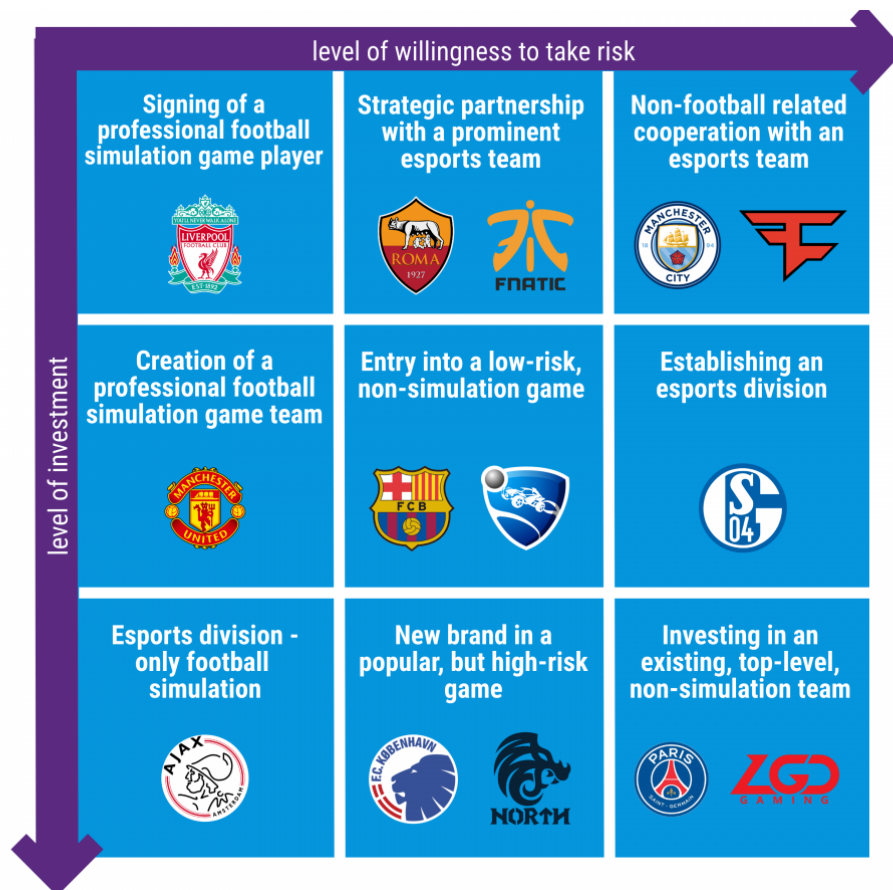 level of willingness to take risk
level of investment
Signing of a
professional football
simulation game player
YOU'LL NEVER WALK ALONE
LIVERPOOL
FOOTBALL CLUB
EST·1892
Strategic partnership
with a prominent
esports team
ROMA
1927
FNATIC
Non-football related
cooperation with an
esports team
MANCHESTER
18 94
CITY
Creation of a
professional football
simulation game team
MANCHESTER
UNITED
Entry into a low-risk,
non-simulation game
FCB
Establishing an
esports division
S
04
Esports division -
only football
simulation
AJAX
AMSTERDAM
New brand in a
popular, but high-risk
game
F.C. KØBENHAVN
NORTH
Investing in an
existing, top-level,
non-simulation team
PARIS
SAINT-GERMAIN
LGD
GAMING